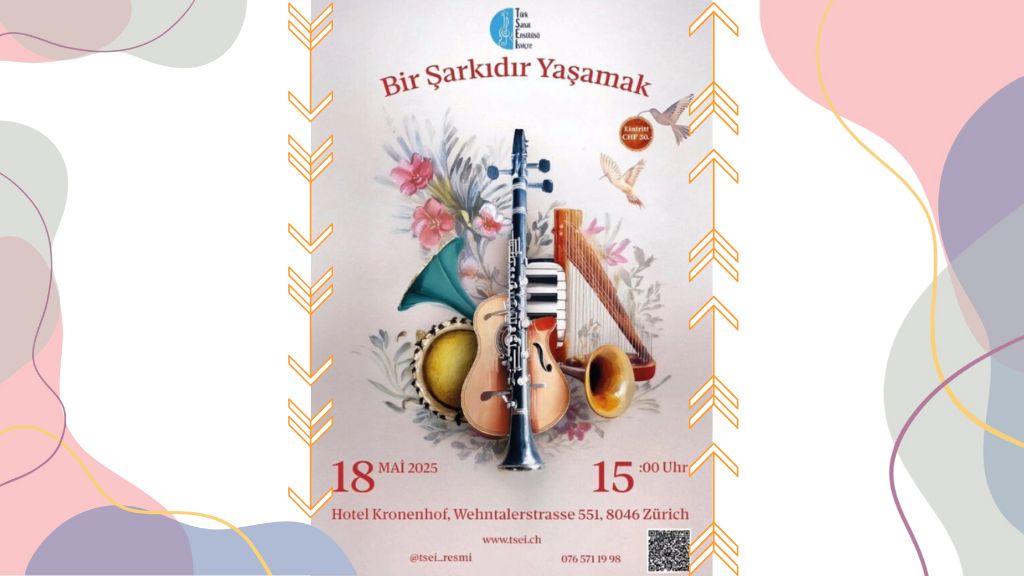 Türk
Sanat
Ensitüsü
İsviçre
Bir Şarkıdır Yaşamak
Eintritt
CHF 30.-
18 MAİ 2025
15 :00 Uhr
Hotel Kronenhof, Wehntalerstrasse 551, 8046 Zürich
www.tsei.ch
@tsei_resmi
076 571 19 98